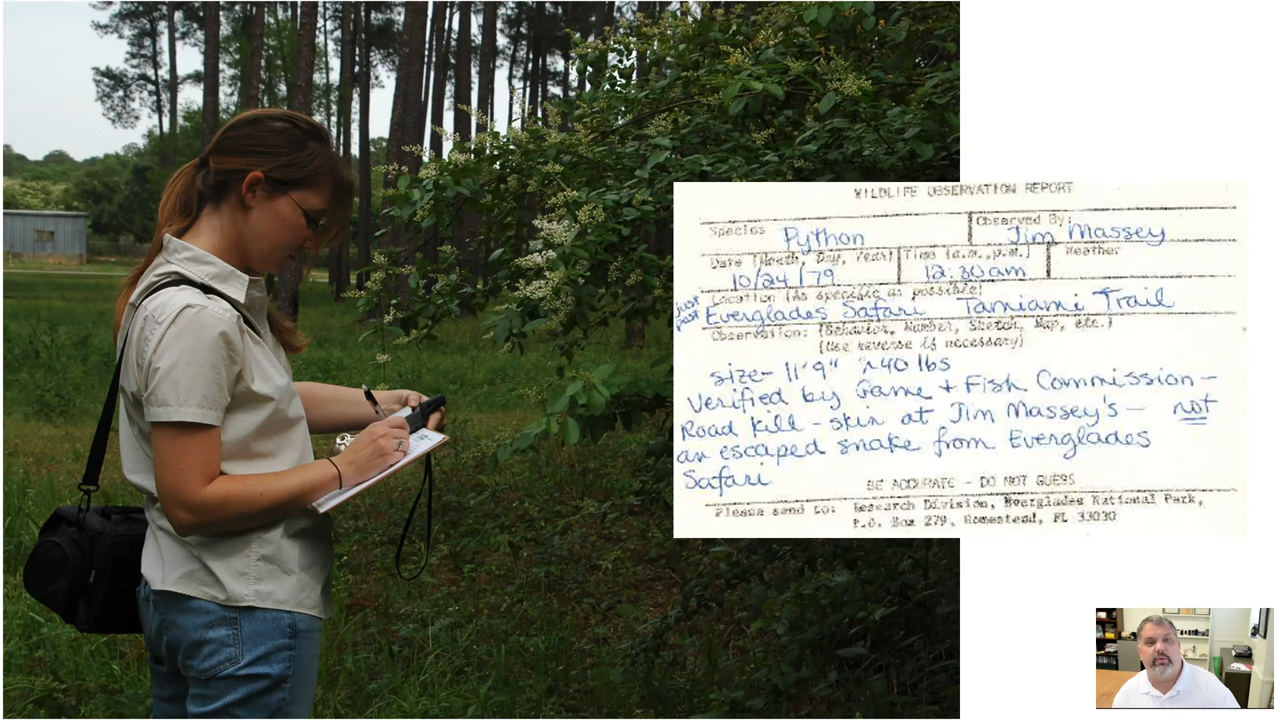 WILDLIFE OBSERVATION REPORT
Species Python
Observed By: Jim Massey
Date (Month, Day, Year) 10/24/79
Time (a.m.,p.m.) 12:30am
Weather
Location (As specific as possible)
just past Everglades Safari Tamiami Trail
Observation: (Behavior, Number, Sketch, Map, etc.)
(Use reverse if necessary)
size- 11'9" ~40 lbs
Verified by Game + Fish Commission-
Road kill - skin at Jim Massey's - not
an escaped snake from Everglades
Safari
BE ACCURATE - DO NOT GUESS
Please send to: Research Division, Everglades National Park,
P.O. Box 279, Homestead, FL 33030